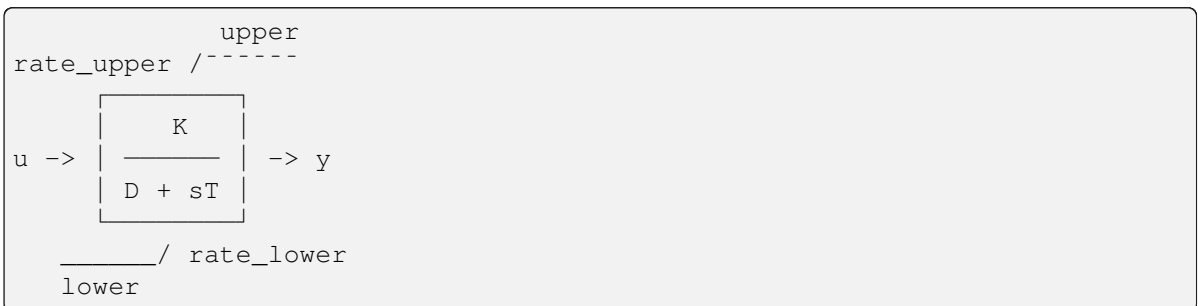 upper
rate_upper /¯¯¯¯¯¯
     ┌────────┐
     │    K   │
u -> │ ────── │ -> y
     │ D + sT │
     └────────┘
   ______/ rate_lower
   lower